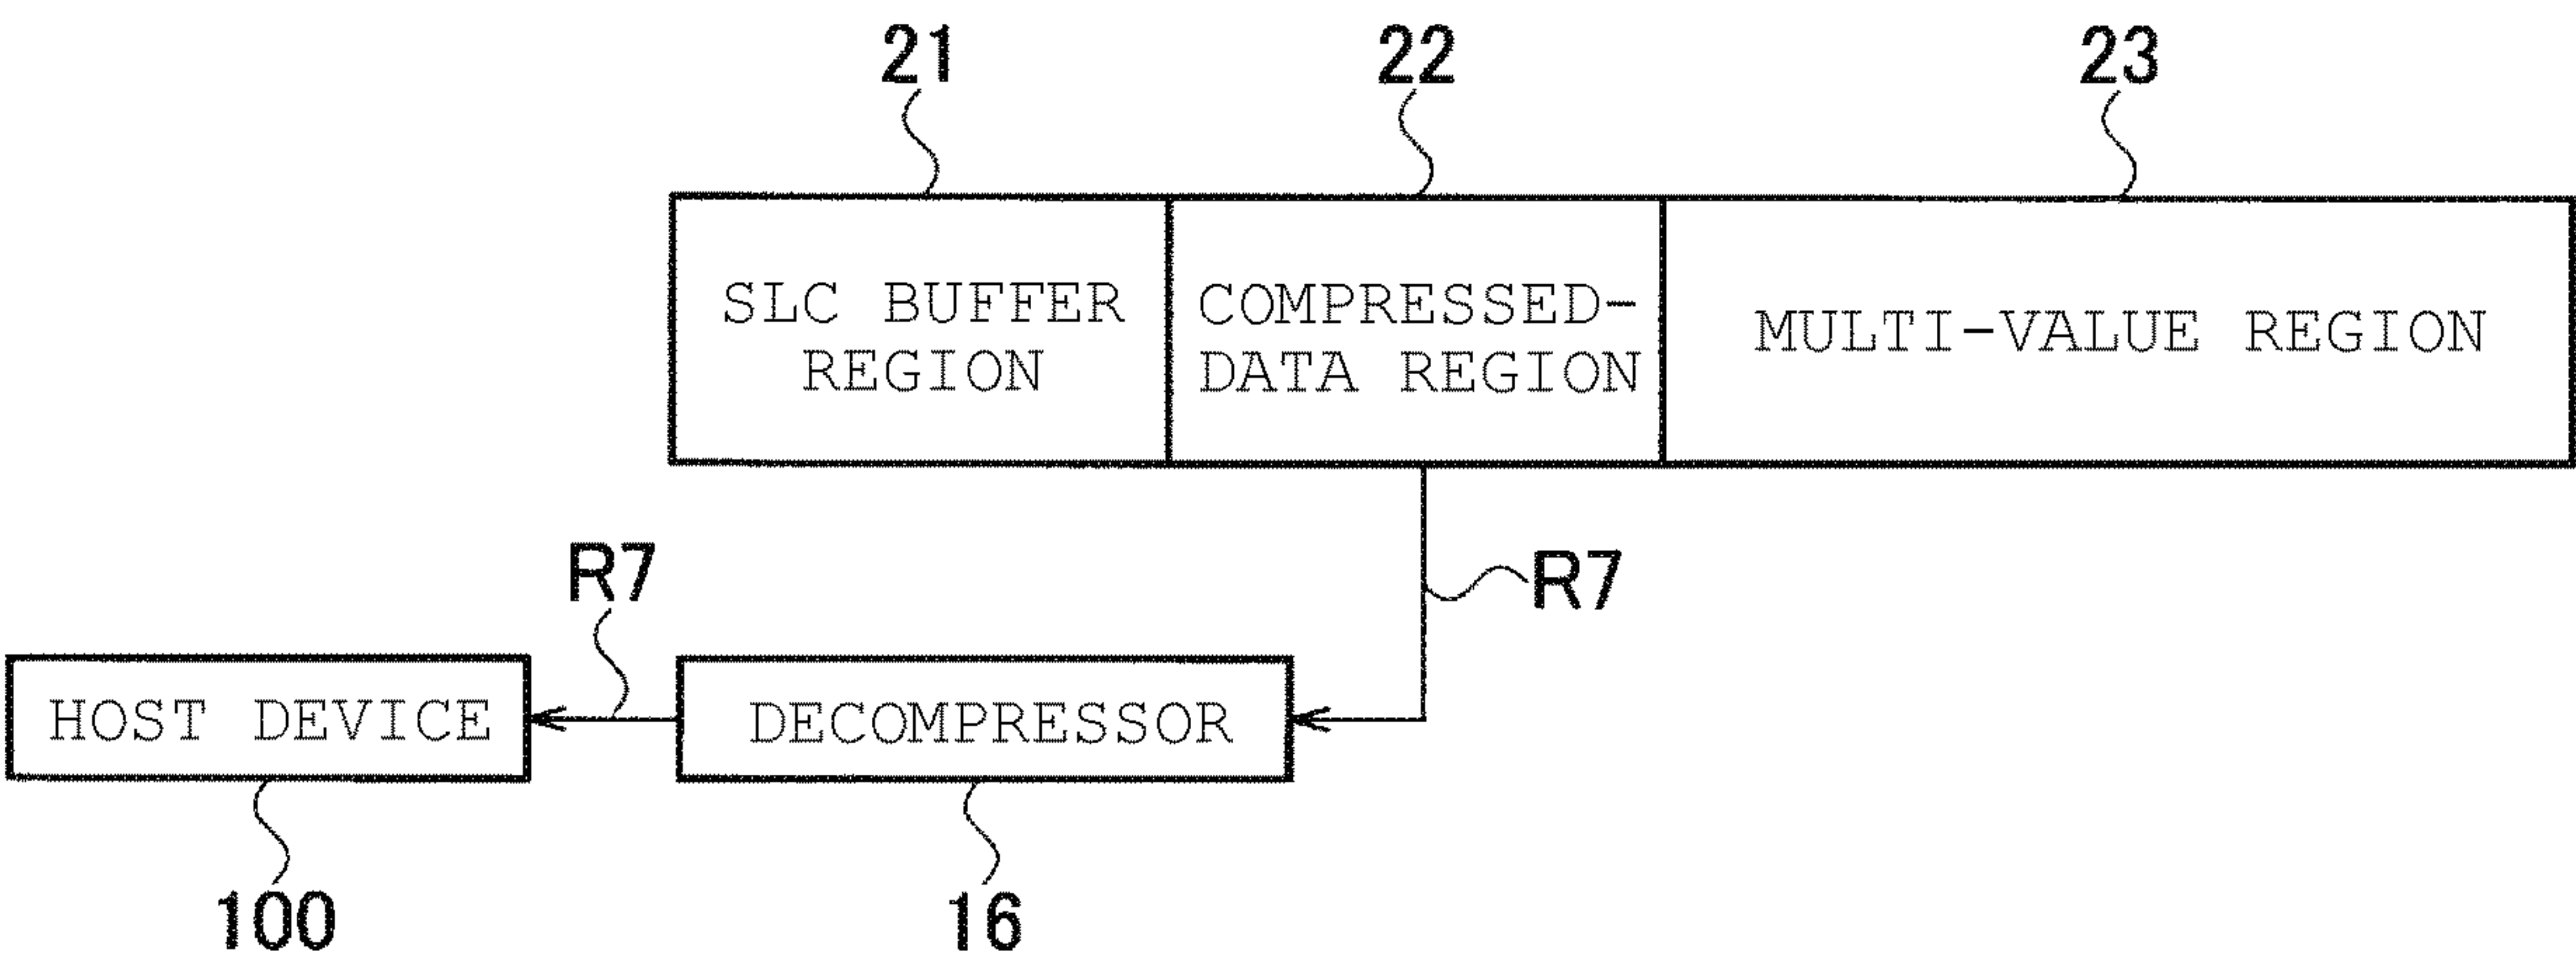 21
22
23
SLC BUFFER
REGION
COMPRESSED-
DATA REGION
MULTI-VALUE REGION
R7
R7
HOST DEVICE
DECOMPRESSOR
100
16